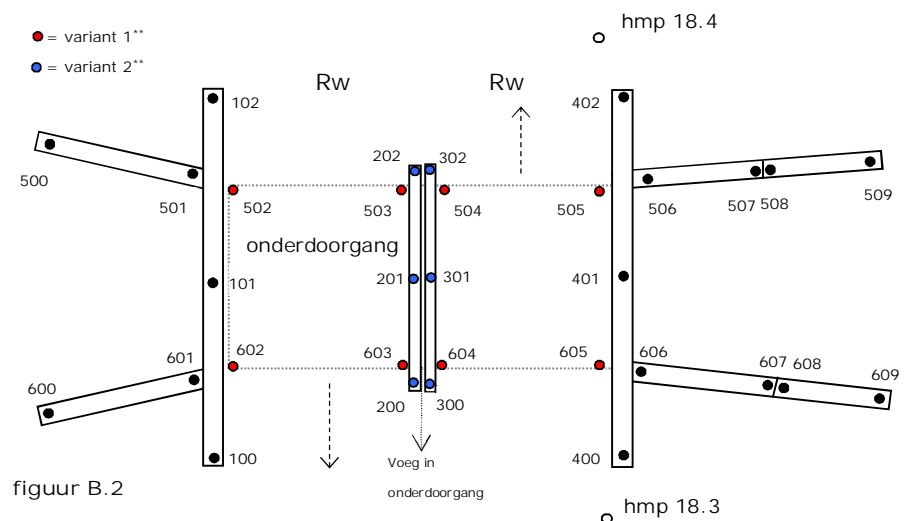 hmp 18.4
= variant 1**
= variant 2**
Rw Rw
102 402
202 302
500 501 502 503 504 505 506 507 508 509
onderdoorgang
101 201 301 401
600 601 602 603 604 605 606 607 608 609
200 300
100 400
Voeg in
onderdoorgang
figuur B.2
hmp 18.3